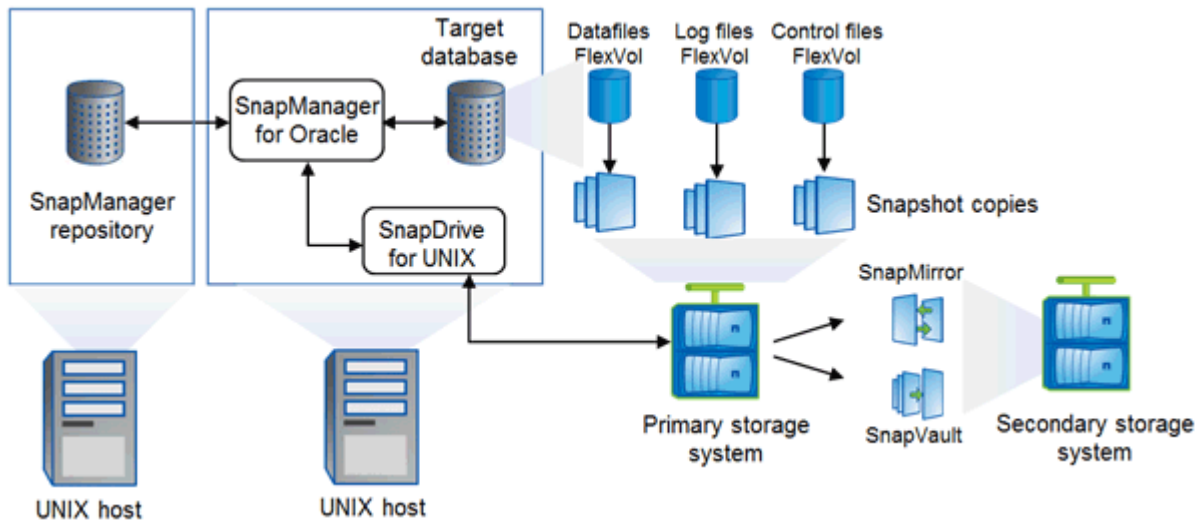 Target
database
Datafiles
FlexVol
Log files
FlexVol
Control files
FlexVol
SnapManager
for Oracle
SnapManager
repository
SnapDrive
for UNIX
Snapshot copies
SnapMirror
SnapVault
Primary storage
system
Secondary storage
system
UNIX host
UNIX host